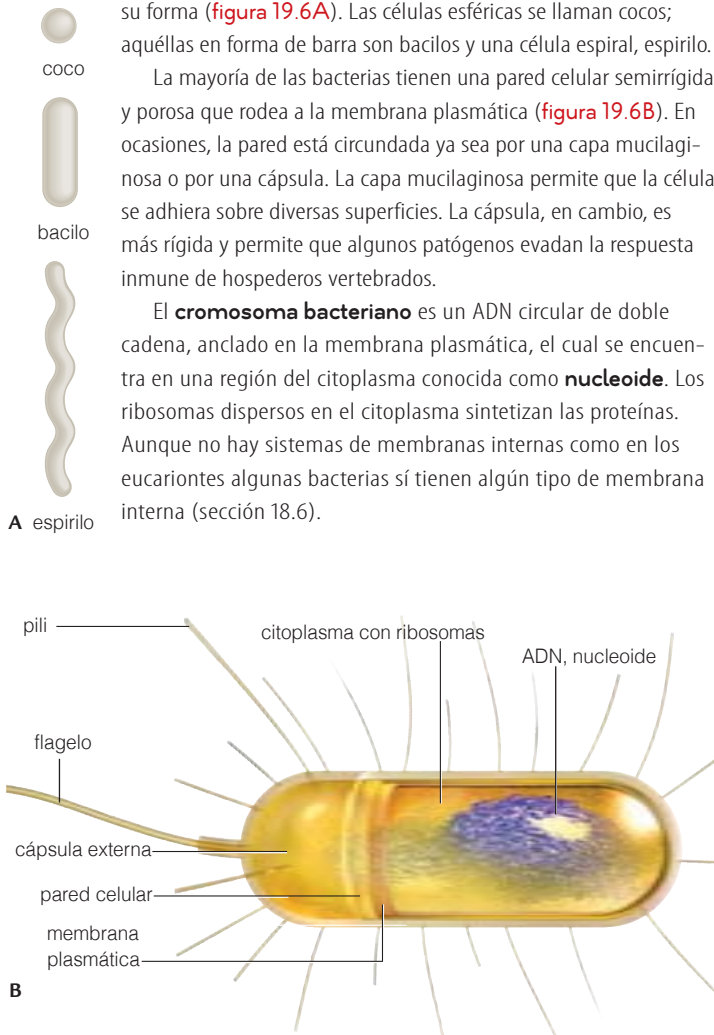 coco
bacilo
A espirilo
su forma (figura 19.6A). Las células esféricas se llaman cocos;
aquéllas en forma de barra son bacilos y una célula espiral, espirilo.
La mayoría de las bacterias tienen una pared celular semirrígida
y porosa que rodea a la membrana plasmática (figura 19.6B). En
ocasiones, la pared está circundada ya sea por una capa mucilagi-
nosa o por una cápsula. La capa mucilaginosa permite que la célula
se adhiera sobre diversas superficies. La cápsula, en cambio, es
más rígida y permite que algunos patógenos evadan la respuesta
inmune de hospederos vertebrados.
El cromosoma bacteriano es un ADN circular de doble
cadena, anclado en la membrana plasmática, el cual se encuen-
tra en una región del citoplasma conocida como nucleoide. Los
ribosomas dispersos en el citoplasma sintetizan las proteínas.
Aunque no hay sistemas de membranas internas como en los
eucariontes algunas bacterias sí tienen algún tipo de membrana
interna (sección 18.6).
pili
citoplasma con ribosomas
ADN, nucleoide
flagelo
cápsula externa
pared celular
membrana
plasmática
B